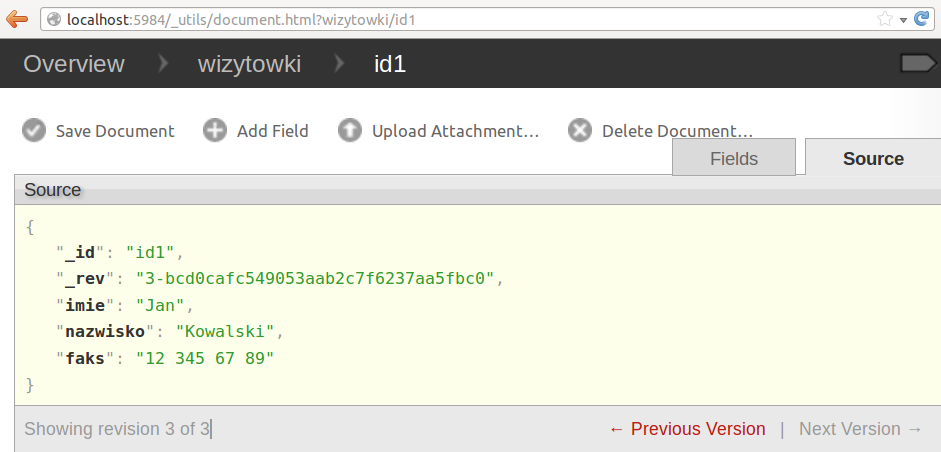 localhost:5984/_utils/document.html?wizytowki/id1
Overview wizytowki id1
Save Document Add Field Upload Attachment... Delete Document...
Fields Source
Source
{
"_id": "id1",
"_rev": "3-bcd0cafc549053aab2c7f6237aa5fbc0",
"imie": "Jan",
"nazwisko": "Kowalski",
"faks": "12 345 67 89"
}
Showing revision 3 of 3 ← Previous Version | Next Version →